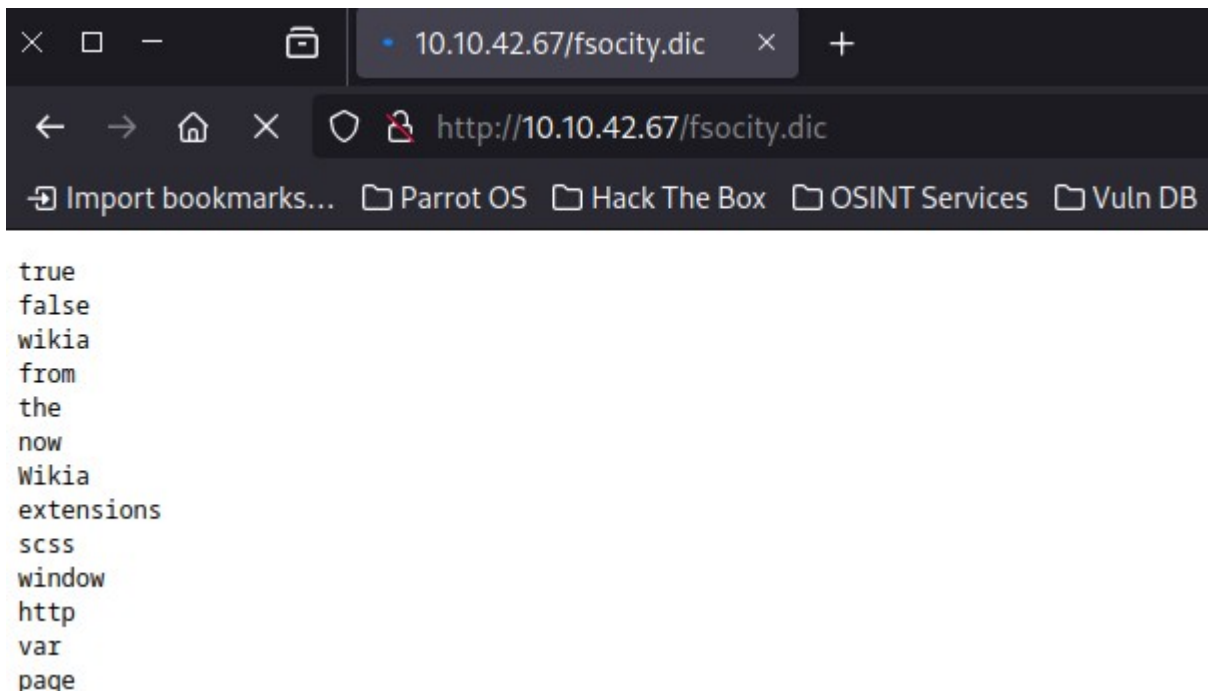 10.10.42.67/fsocity.dic
http://10.10.42.67/fsocity.dic
Import bookmarks... Parrot OS Hack The Box OSINT Services Vuln DB
true
false
wikia
from
the
now
Wikia
extensions
scss
window
http
var
page